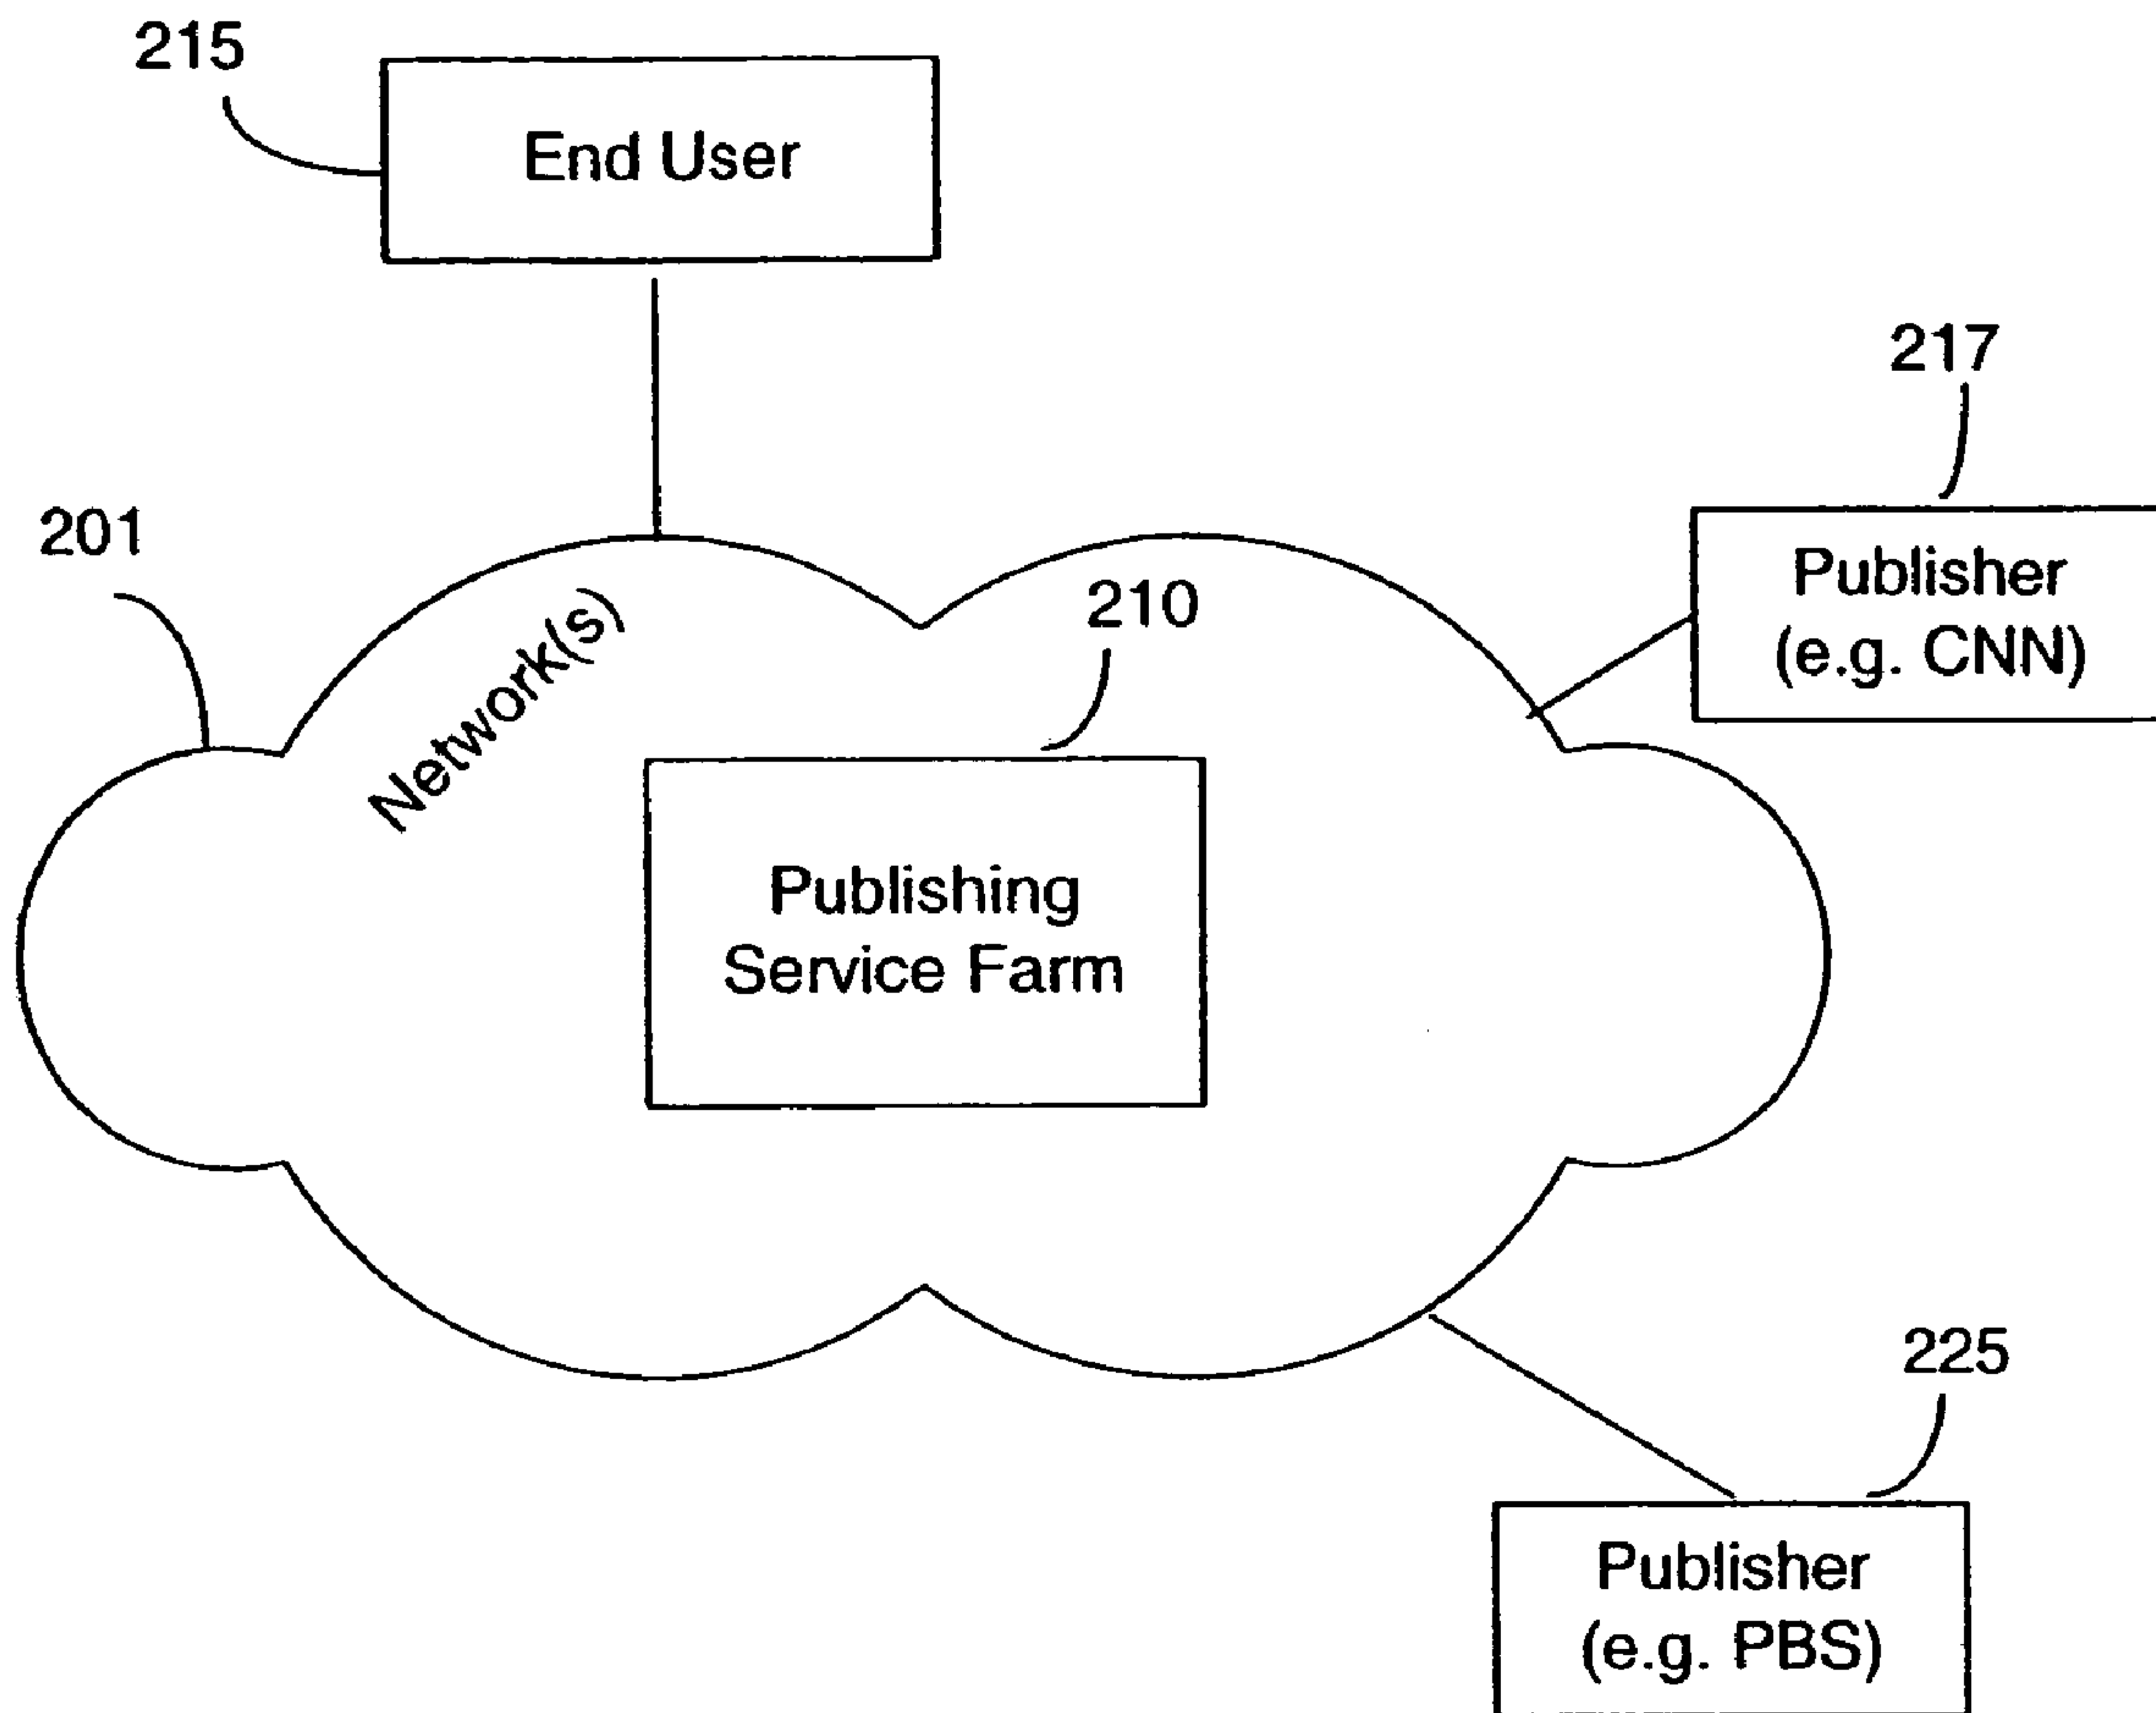 215
End User
217
201
Publisher
(e.g. CNN)
210
Network(s)
Publishing
Service Farm
225
Publisher
(e.g. PBS)